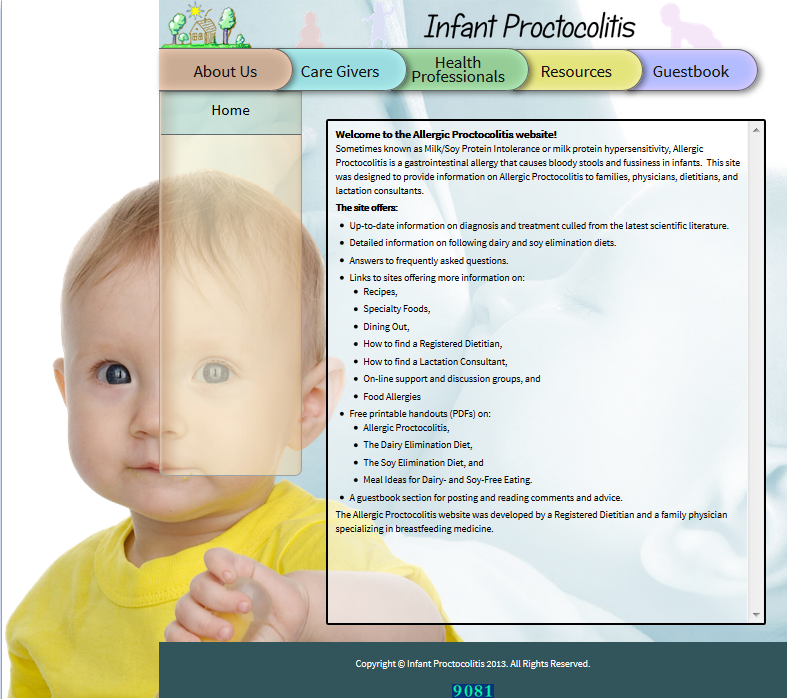 Infant Proctocolitis
About Us
Care Givers
Health
Professionals
Resources
Guestbook
Home
Welcome to the Allergic Proctocolitis website!
Sometimes known as Milk/Soy Protein Intolerance or milk protein hypersensitivity, Allergic
Proctocolitis is a gastrointestinal allergy that causes bloody stools and fussiness in infants. This site
was designed to provide information on Allergic Proctocolitis to families, physicians, dietitians, and
lactation consultants.
The site offers:
• Up-to-date information on diagnosis and treatment culled from the latest scientific literature.
• Detailed information on following dairy and soy elimination diets.
• Answers to frequently asked questions.
• Links to sites offering more information on:
• Recipes,
• Specialty Foods,
• Dining Out,
• How to find a Registered Dietitian,
• How to find a Lactation Consultant,
• On-line support and discussion groups, and
• Food Allergies
• Free printable handouts (PDFs) on:
• Allergic Proctocolitis,
• The Dairy Elimination Diet,
• The Soy Elimination Diet, and
• Meal Ideas for Dairy- and Soy-Free Eating.
• A guestbook section for posting and reading comments and advice.
The Allergic Proctocolitis website was developed by a Registered Dietitian and a family physician
specializing in breastfeeding medicine.
Copyright © Infant Proctocolitis 2013. All Rights Reserved.
9081